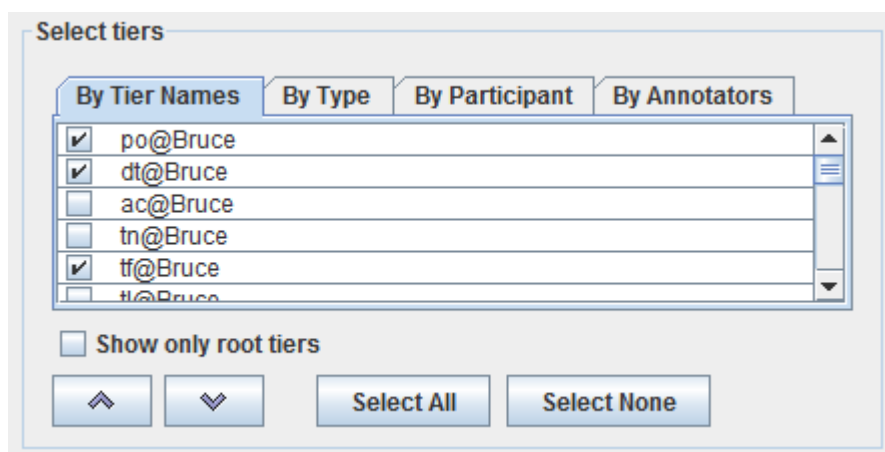 Select tiers
By Tier Names By Type By Participant By Annotators
po@Bruce
dt@Bruce
ac@Bruce
tn@Bruce
tf@Bruce
Show only root tiers
Select All Select None